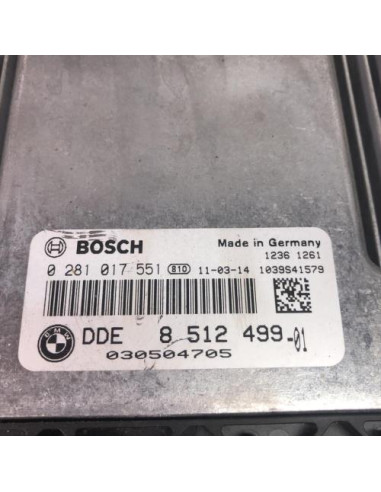 BOSCH Made in Germany
1236 1261
0 281 017 551 810 11-03-14 1039S41579
BMW DDE 8 512 499-01
030504705